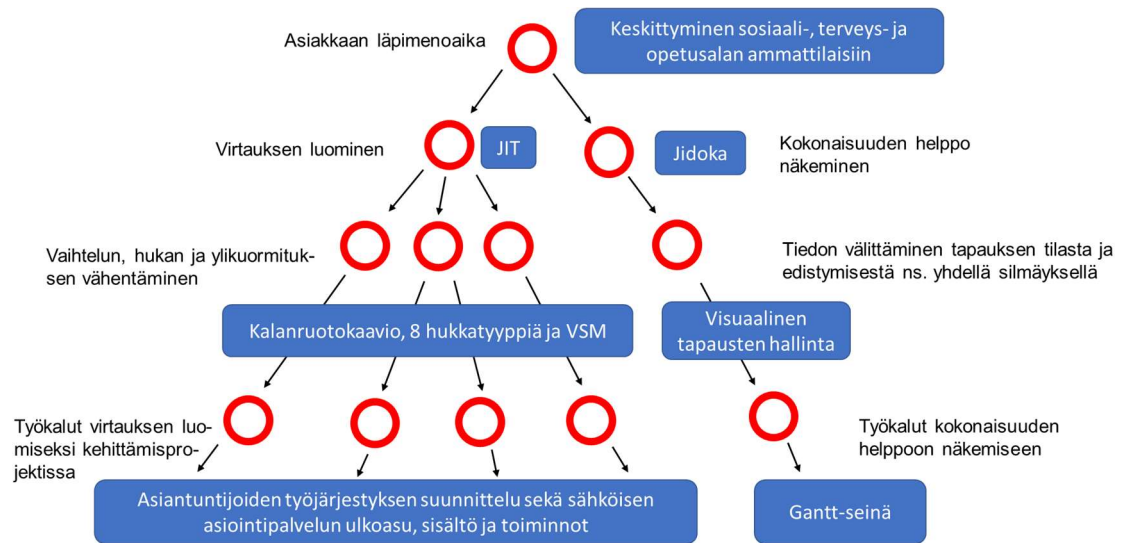 Asiakkaan läpimenoaika
Keskittyminen sosiaali-, terveys- ja
opetusalan ammattilaisiin
Virtauksen luominen
JIT
Jidoka
Kokonaisuuden helppo
näkeminen
Vaihtelun, hukan ja ylikuormituk-
sen vähentäminen
Tiedon välittäminen tapauksen tilasta ja
edistymisestä ns. yhdellä silmäyksellä
Kalanruotokaavio, 8 hukkatyyppiä ja VSM
Visuaalinen
tapausten hallinta
Työkalut virtauksen luo-
miseksi kehittämispro-
jektissa
Työkalut kokonaisuuden
helppoon näkemiseen
Asiantuntijoiden työjärjestyksen suunnittelu sekä sähköisen
asiointipalvelun ulkoasu, sisältö ja toiminnot
Gantt-seinä